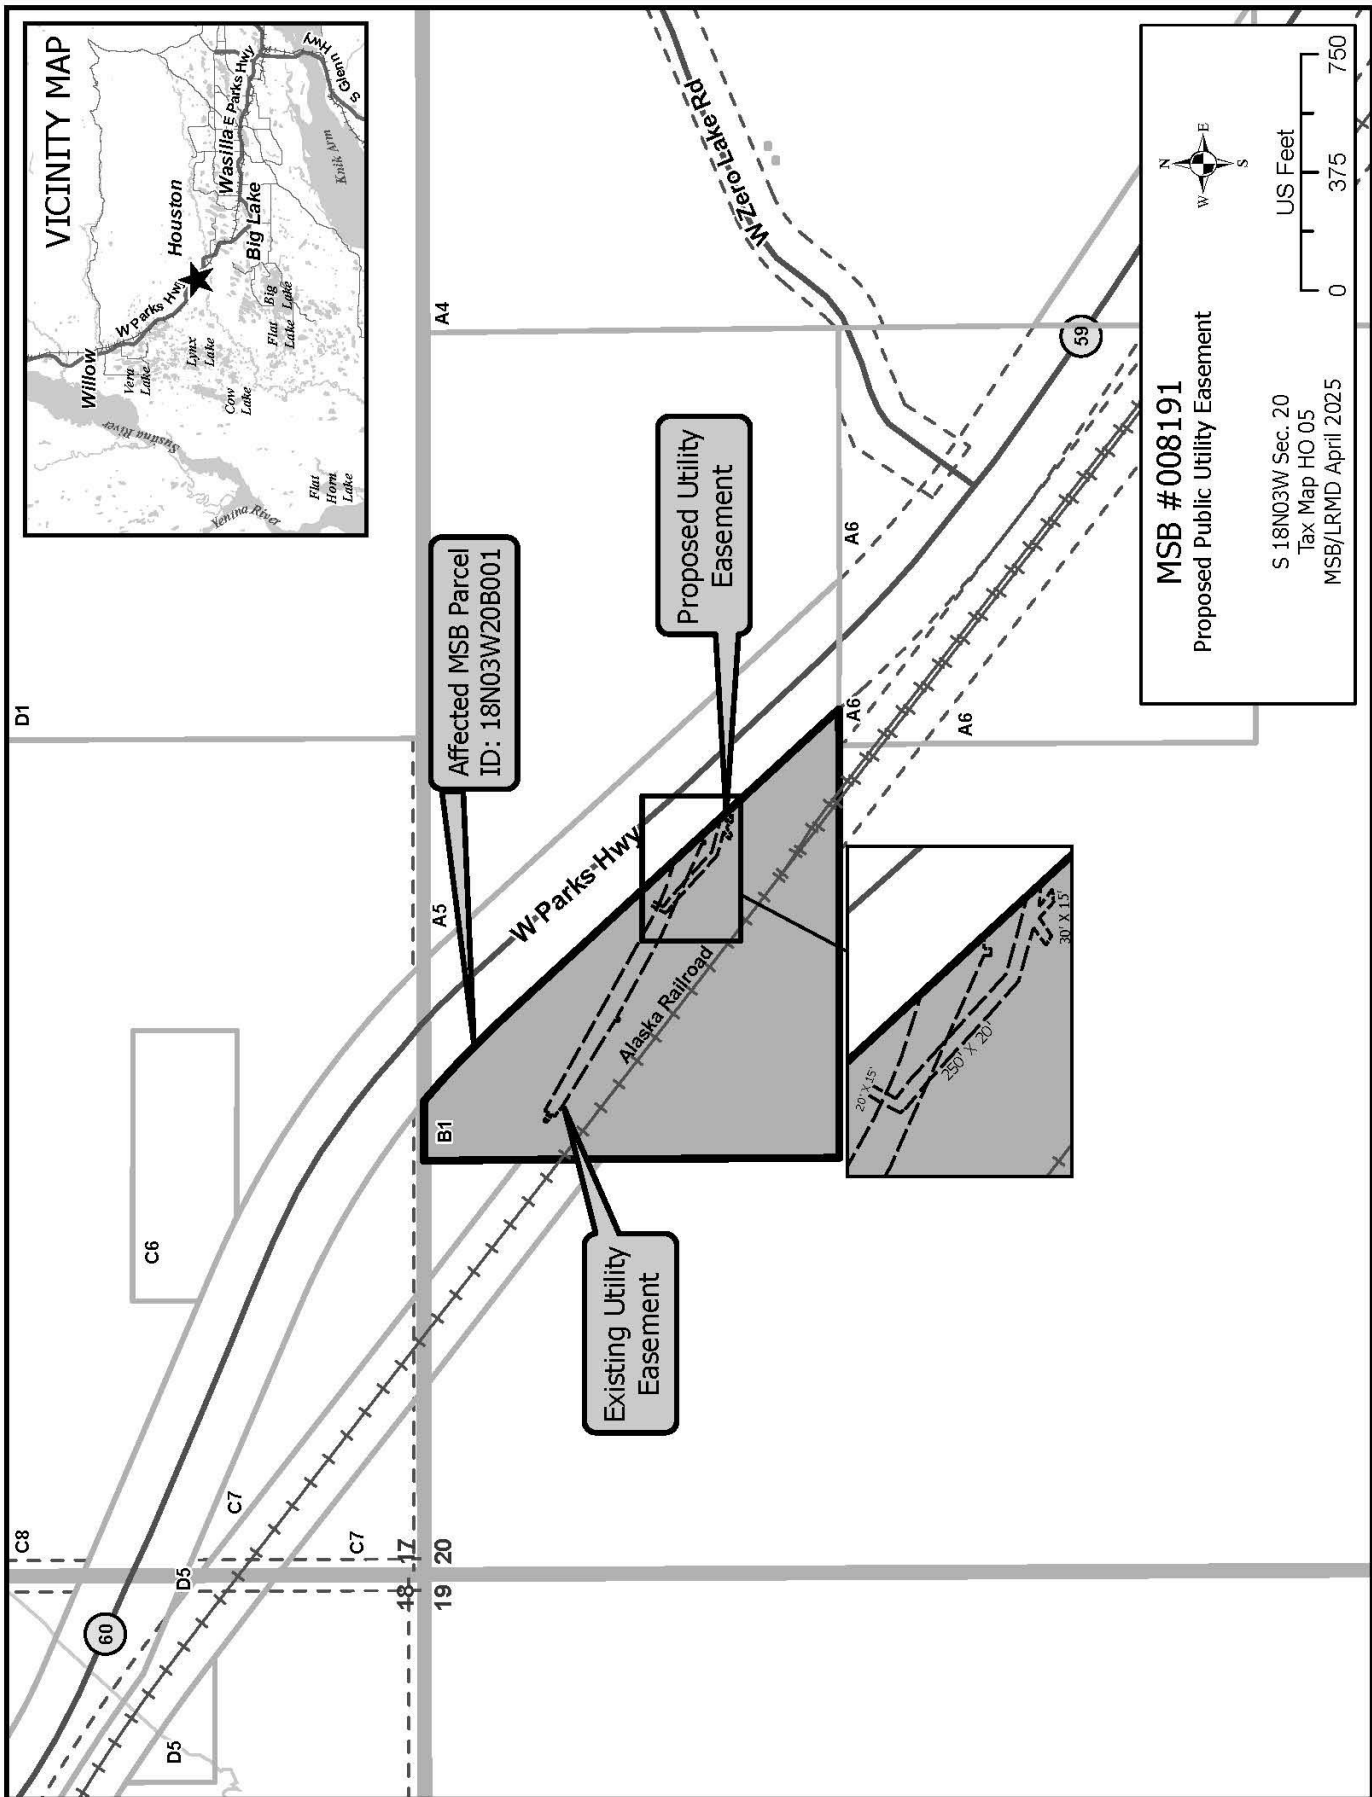 VICINITY MAP
Willow
W Parks Hwy
Houston
Wasilla
E Parks Hwy
Big Lake
S Glenn Hwy
Knik Arm
Vera
Lake
Lynx
Lake
Cow
Lake
Flat
Lake
Big
Lake
Susitna River
Yentna River
Flat
Horn
Lake
C8
D1
60
D5
D5
C7
C7
C6
18
17
19
20
A5
A4
B1
Affected MSB Parcel
ID: 18N03W20B001
W Parks Hwy
W Zero Lake Rd
Existing Utility
Easement
Alaska Railroad
Proposed Utility
Easement
A6
A6
A6
59
20' X 15'
250' X 20'
30' X 15'
MSB #008191
Proposed Public Utility Easement
S 18N03W Sec. 20
Tax Map HO 05
MSB/LRMD April 2025
N
W
E
S
US Feet
0 375 750